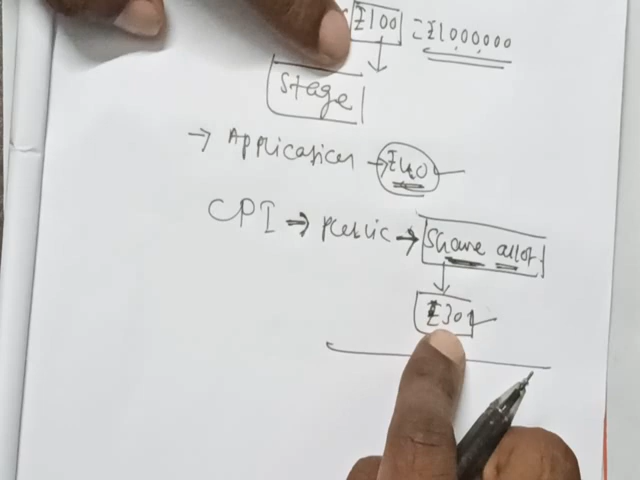 ₹100 = ₹1,000,000
Stage
→ Application → ₹40
CPI → Public → Share allot.
↓
₹30